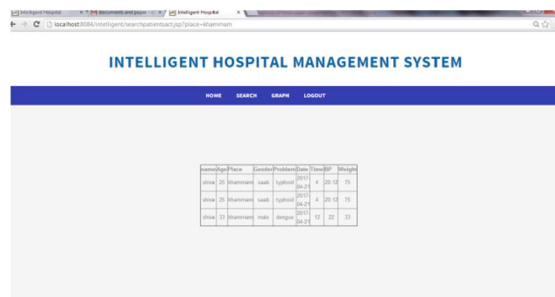 Intelligent Hospital
documents and paper - c
Intelligent Hospital
localhost:8084/intelligent/searchpatientsact.jsp?place=khammam
INTELLIGENT HOSPITAL MANAGEMENT SYSTEM
HOME SEARCH GRAPH LOGOUT
name Age Place Gender Problem Date Time BP Weight
shiva 25 khammam saab typhoid 2017-04-21 4 20:12 75
shiva 25 khammam saab typhoid 2017-04-21 4 20:12 75
shiva 33 khammam male dengue 2017-04-21 12 22 33